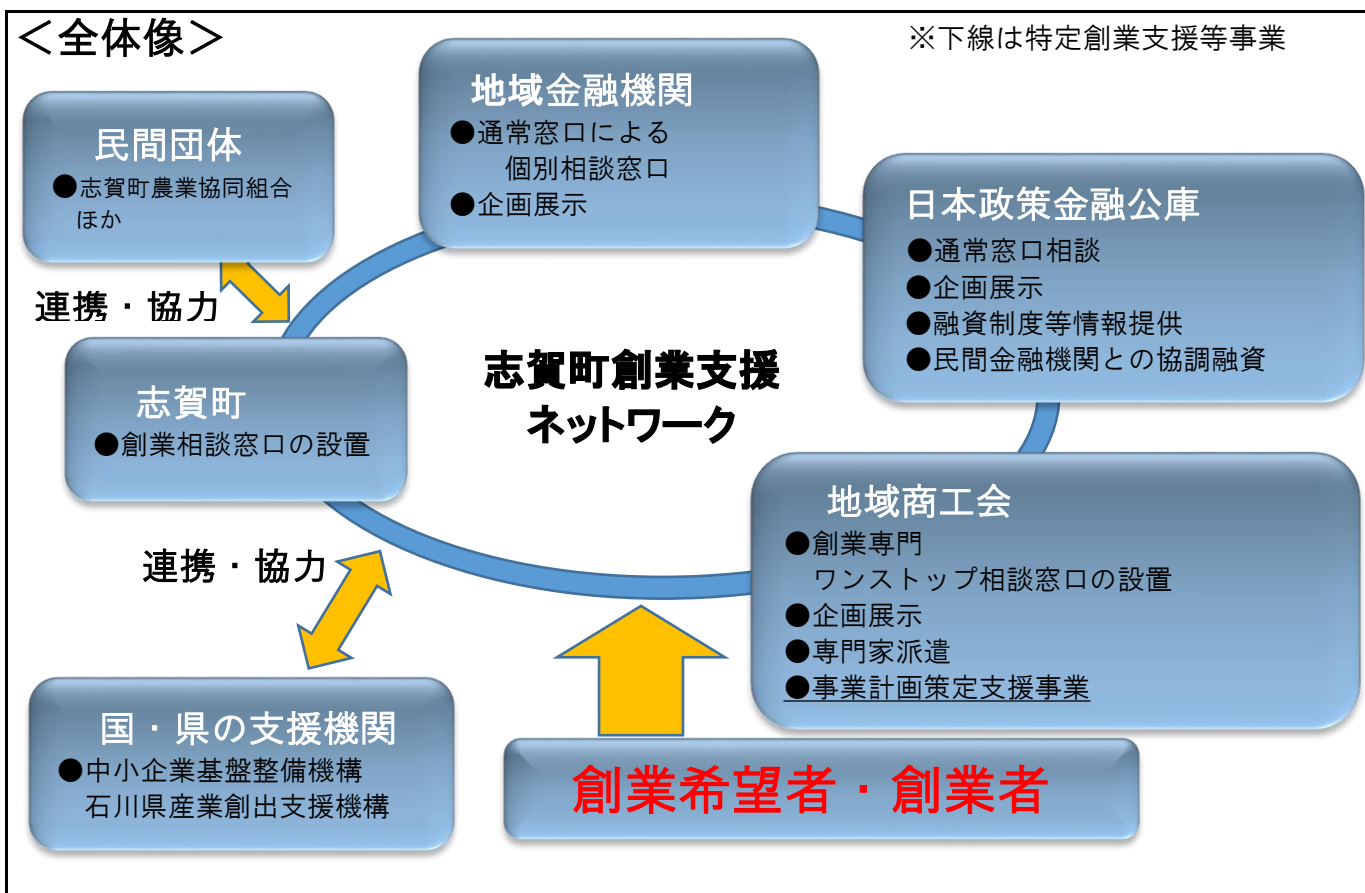 ＜全体像＞
※下線は特定創業支援等事業
地域金融機関
●通常窓口による
個別相談窓口
●企画展示
民間団体
●志賀町農業協同組合
ほか
日本政策金融公庫
●通常窓口相談
●企画展示
●融資制度等情報提供
●民間金融機関との協調融資
連携・協力
志賀町創業支援
ネットワーク
志賀町
●創業相談窓口の設置
地域商工会
●創業専門
ワンストップ相談窓口の設置
●企画展示
●専門家派遣
●事業計画策定支援事業
連携・協力
国・県の支援機関
●中小企業基盤整備機構
石川県産業創出支援機構
創業希望者・創業者